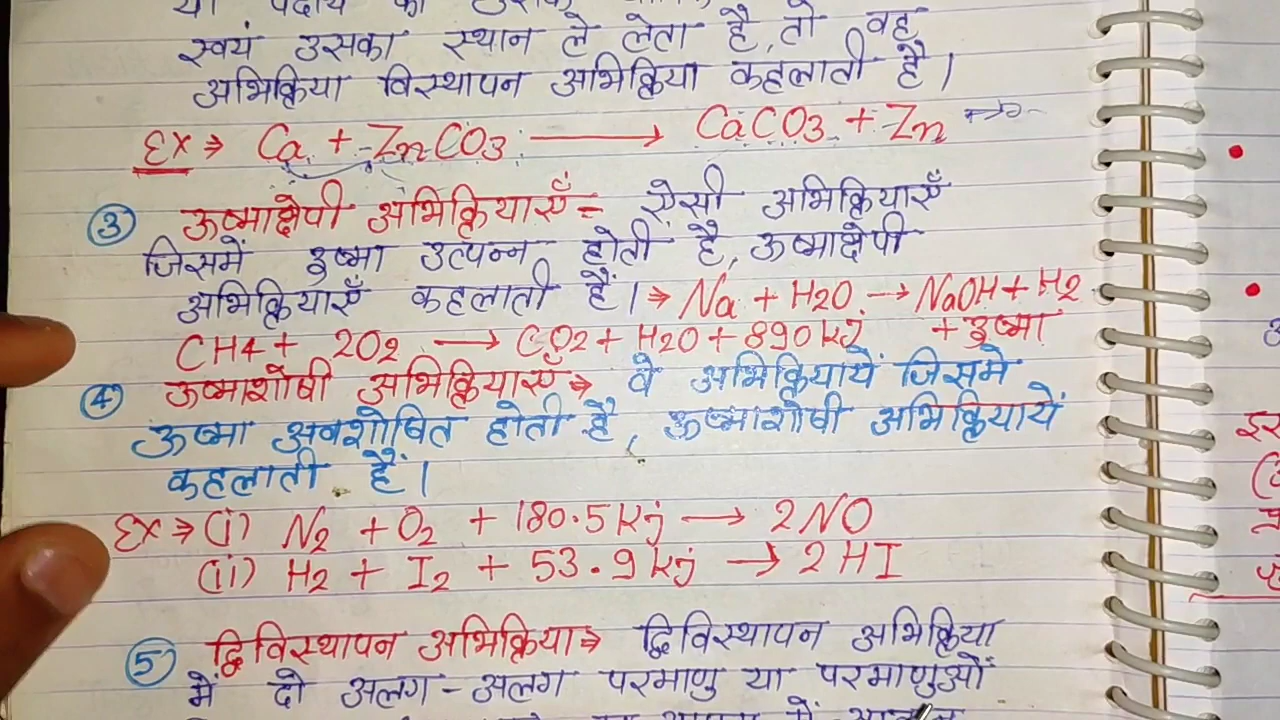 स्वयं उसका स्थान ले लेता है, तो वह
अभिक्रिया विस्थापन अभिक्रिया कहलाती है।
Ex ⇒ Ca + ZnCO3 → CaCO3 + Zn
③ ऊष्माक्षेपी अभिक्रियाएँ = ऐसी अभिक्रियाएँ
जिसमें ऊष्मा उत्पन्न होती है, ऊष्माक्षेपी
अभिक्रियाएँ कहलाती हैं। ⇒ Na + H2O → NaOH + H2
+ ऊष्मा
CH4 + 2O2 → CO2 + H2O + 890 kj
④ ऊष्माशोषी अभिक्रियाएँ ⇒ वे अभिक्रियायें जिसमे
ऊष्मा अवशोषित होती है, ऊष्माशोषी अभिक्रियायें
कहलाती हैं।
Ex ⇒ (i) N2 + O2 + 180.5 kj → 2NO
(ii) H2 + I2 + 53.9 kj → 2HI
⑤ द्विविस्थापन अभिक्रिया ⇒ द्विविस्थापन अभिक्रिया
में दो अलग-अलग परमाणु या परमाणुओं